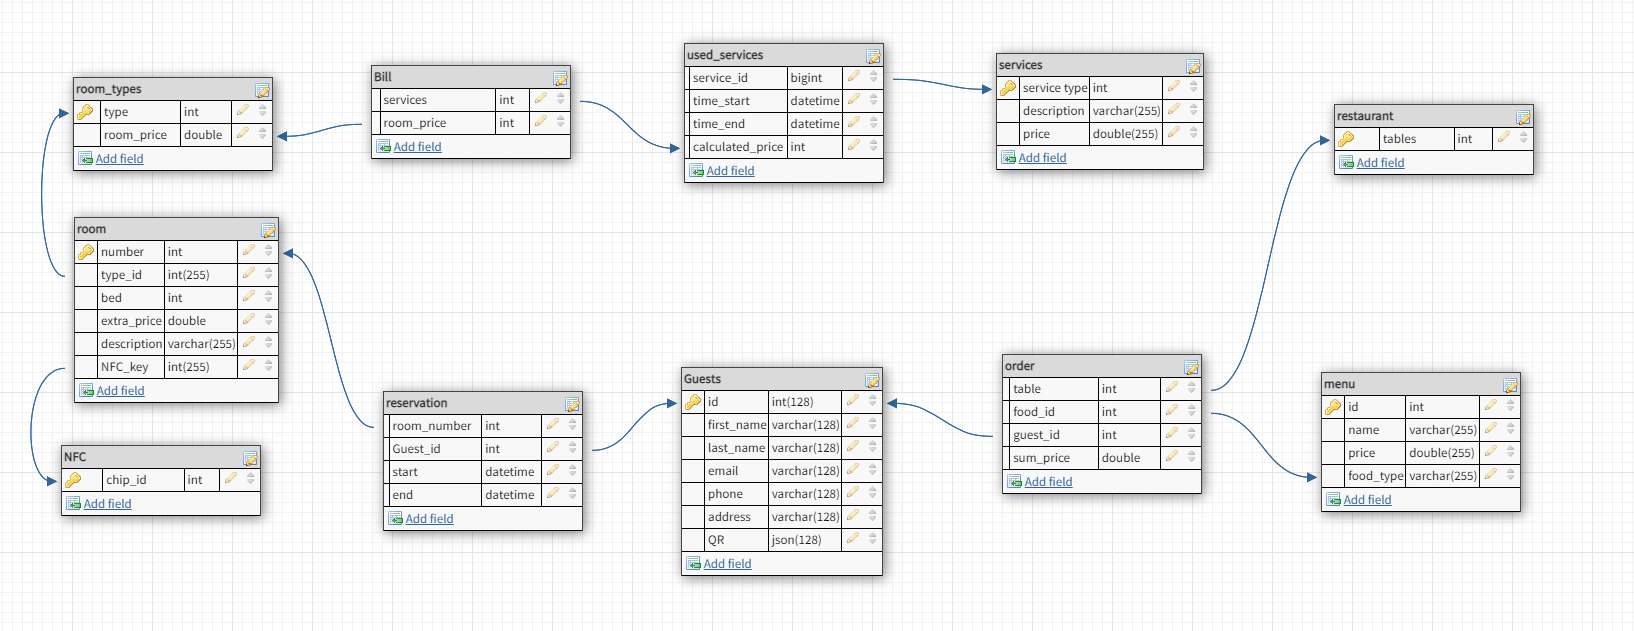 room_types
type int
room_price double
Add field
Bill
services int
room_price int
Add field
used_services
service_id bigint
time_start datetime
time_end datetime
calculated_price int
Add field
services
service type int
description varchar(255)
price double(255)
Add field
restaurant
tables int
Add field
room
number int
type_id int(255)
bed int
extra_price double
description varchar(255)
NFC_key int(255)
Add field
NFC
chip_id int
Add field
reservation
room_number int
Guest_id int
start datetime
end datetime
Add field
Guests
id int(128)
first_name varchar(128)
last_name varchar(128)
email varchar(128)
phone varchar(128)
address varchar(128)
QR json(128)
Add field
order
table int
food_id int
guest_id int
sum_price double
Add field
menu
id int
name varchar(255)
price double(255)
food_type varchar(255)
Add field